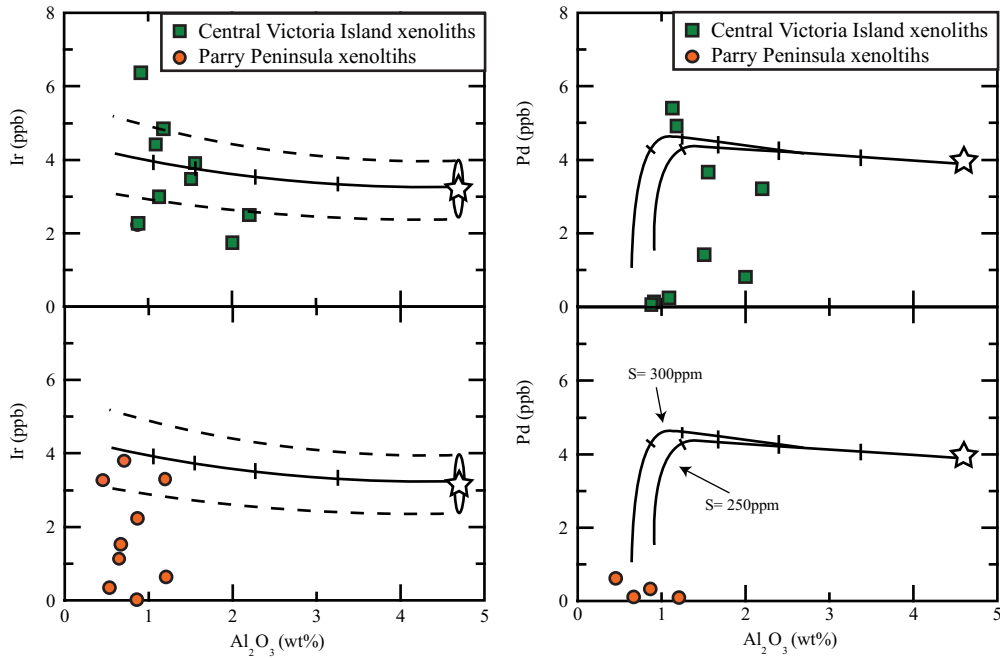 Central Victoria Island xenoliths
Parry Peninsula xenoltihs
8
6
4
2
0
Ir (ppb)
Central Victoria Island xenoliths
Parry Peninsula xenoltihs
8
6
4
2
0
Pd (ppb)
6
4
2
0
Ir (ppb)
0
1
2
3
4
5
Al₂O₃ (wt%)
6
4
2
0
Pd (ppb)
S= 300ppm
S= 250ppm
0
1
2
3
4
5
Al₂O₃ (wt%)